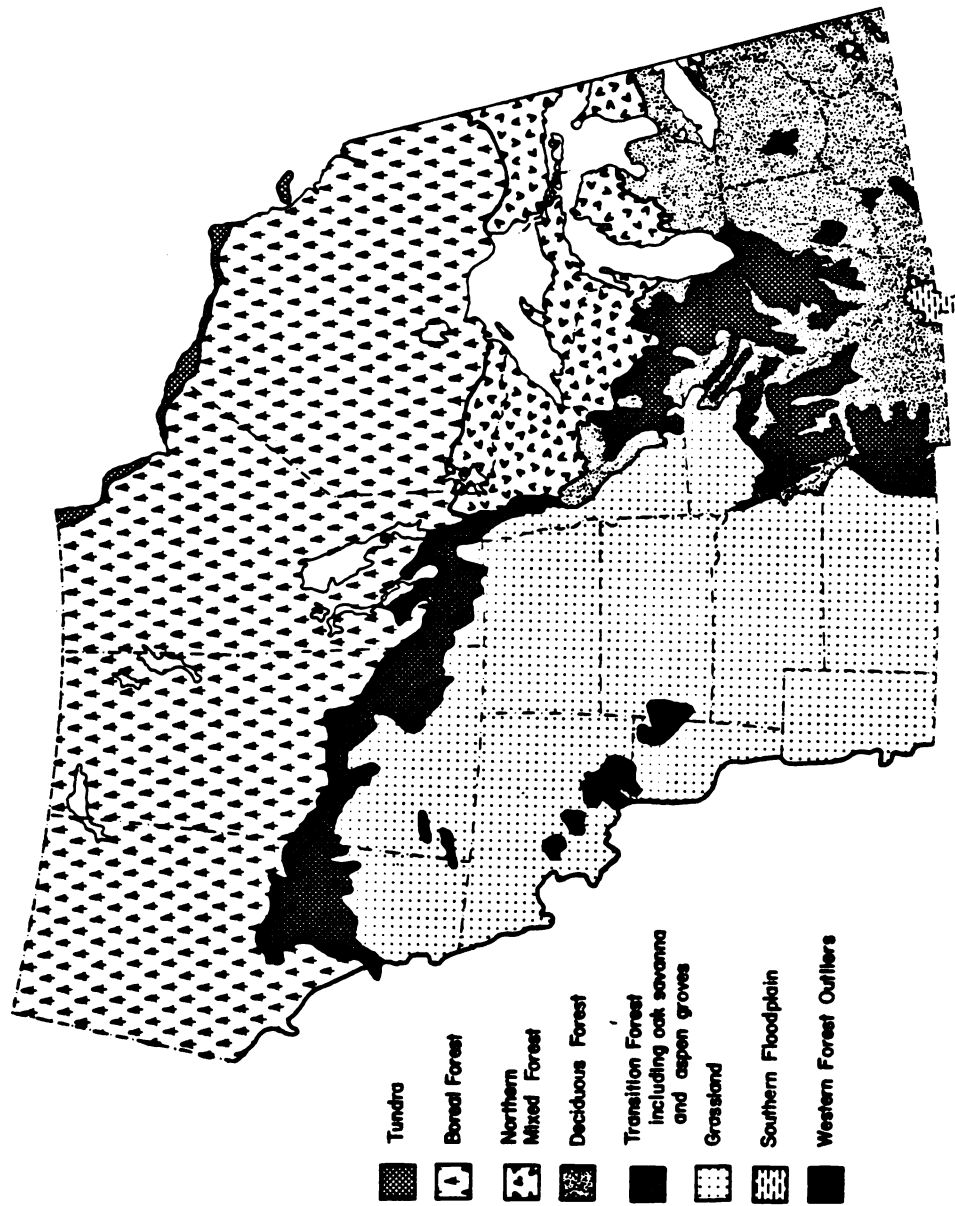 Tundra
Boreal Forest
Northern
Mixed Forest
Deciduous Forest
Transition Forest
including oak savanna
and aspen groves
Grassland
Southern Floodplain
Western Forest Outliers